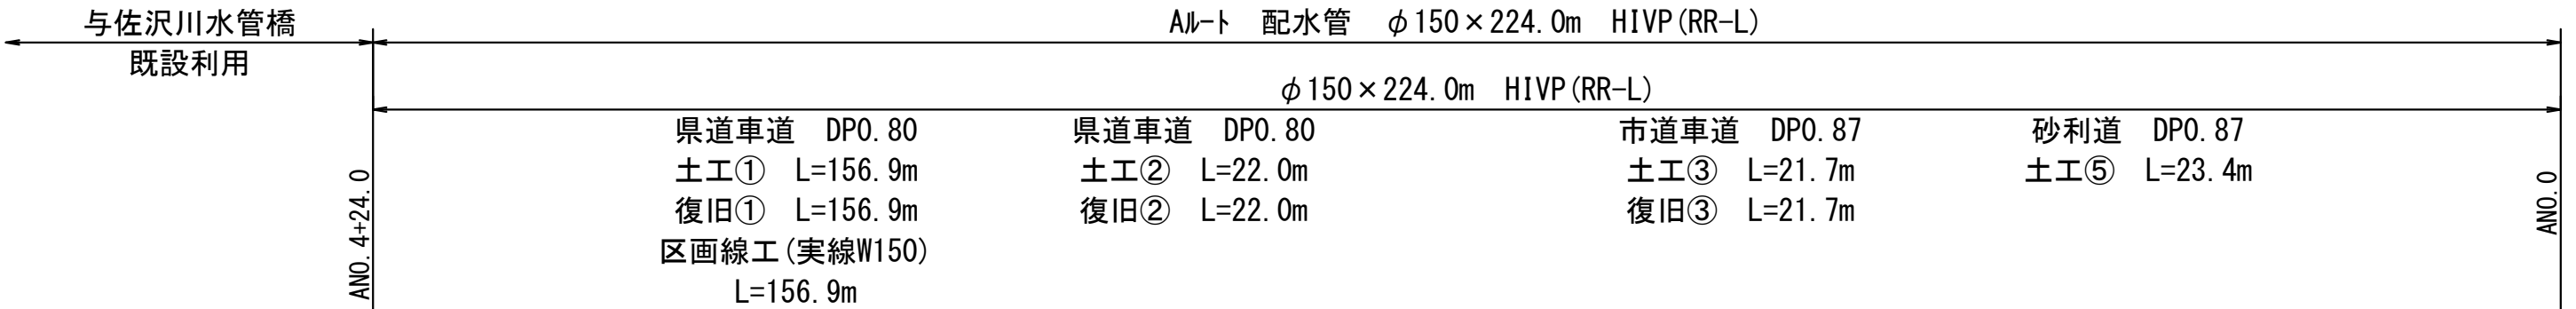 与佐沢川水管橋
既設利用
Aルート　配水管　φ150×224.0m　HIVP(RR-L)
φ150×224.0m　HIVP(RR-L)
県道車道　DP0.80
土工①　L=156.9m
復旧①　L=156.9m
区画線工(実線W150)
L=156.9m
県道車道　DP0.80
土工②　L=22.0m
復旧②　L=22.0m
市道車道　DP0.87
土工③　L=21.7m
復旧③　L=21.7m
砂利道　DP0.87
土工⑤　L=23.4m
ANO.4+24.0
ANO.0